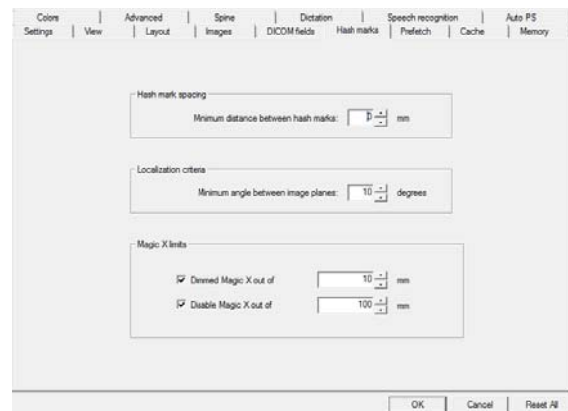 Colors Advanced Spine Dictation Speech recognition Auto PS
Settings View Layout Images DICOM fields Hash marks Prefetch Cache Memory
Hash mark spacing
Minimum distance between hash marks: 0 mm
Localization criteria
Minimum angle between image planes: 10 degrees
Magic X limits
Dimmed Magic X out of 10 mm
Disable Magic X out of 100 mm
OK Cancel Reset All